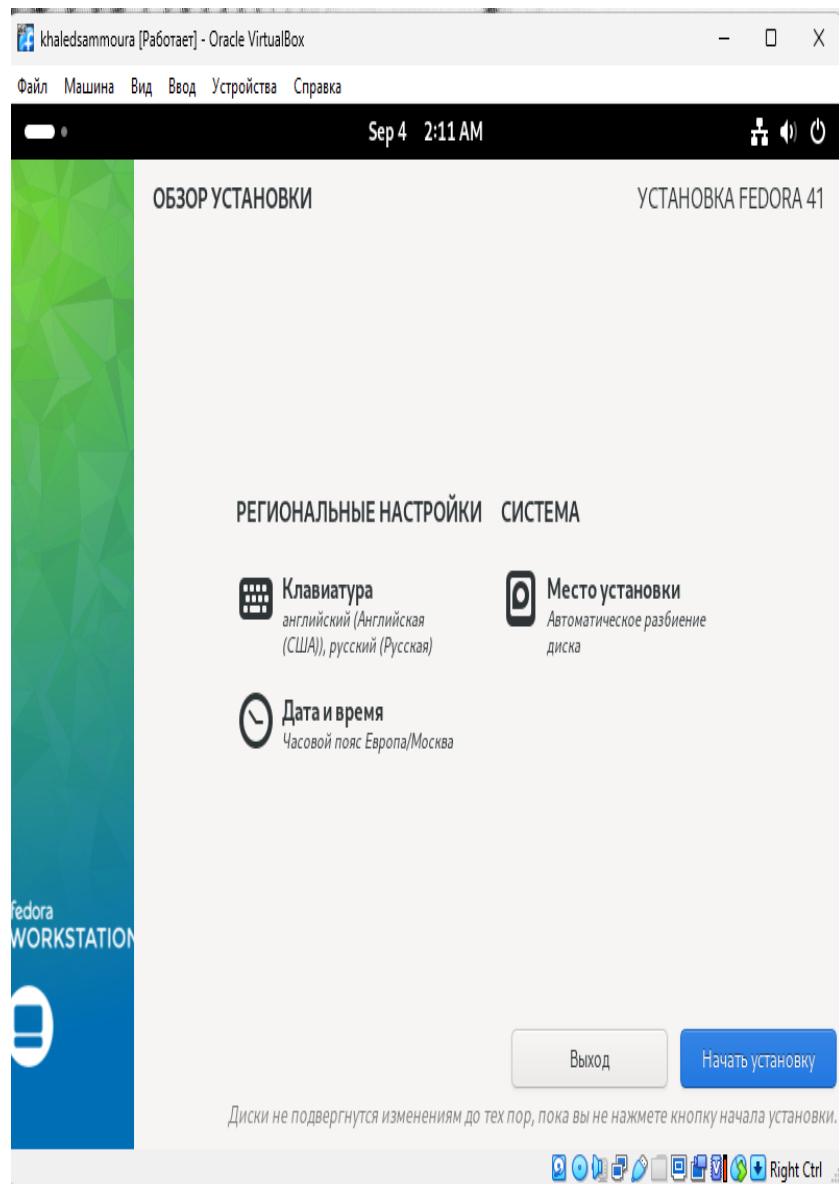 khaledsammoura [Работает] - Oracle VirtualBox
Файл Машина Вид Ввод Устройства Справка
Sep 4 2:11 AM
ОБЗОР УСТАНОВКИ
УСТАНОВКА FEDORA 41
РЕГИОНАЛЬНЫЕ НАСТРОЙКИ
СИСТЕМА
Клавиатура
английский (Английская
(США)), русский (Русская)
Место установки
Автоматическое разбиение
диска
Дата и время
Часовой пояс Европа/Москва
fedora
WORKSTATION
Выход
Начать установку
Диски не подвергнутся изменениям до тех пор, пока вы не нажмете кнопку начала установки.
Right Ctrl